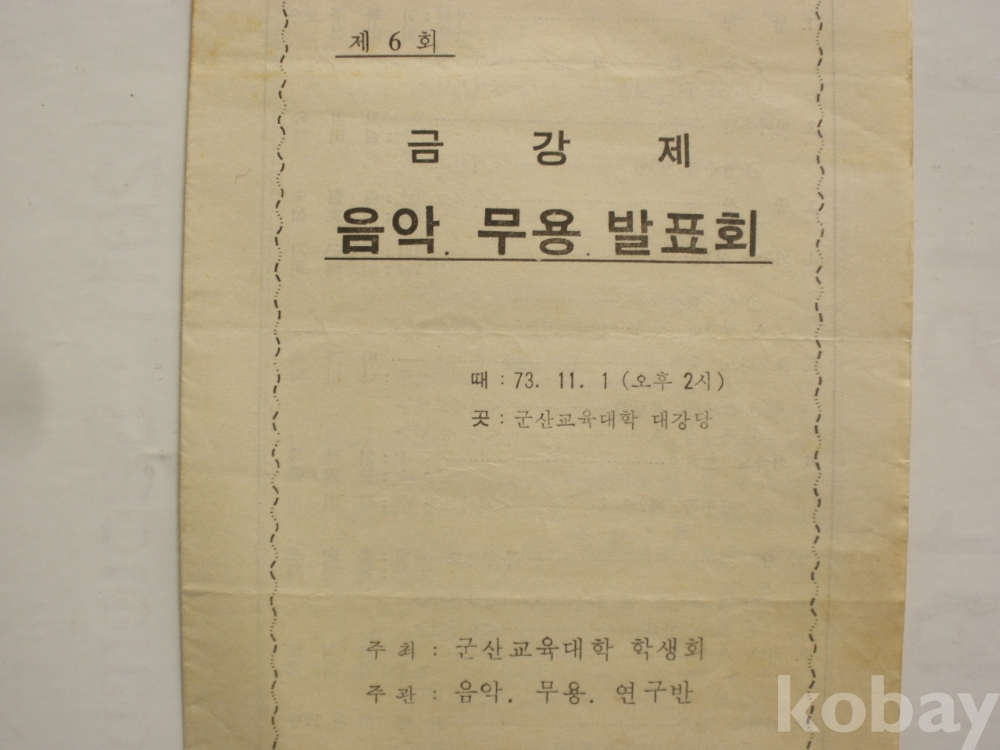 제 6 회
금 강 제
음악. 무용. 발표회
때 : 73. 11. 1 (오후 2시)
곳 : 군산교육대학 대강당
주 최 : 군산교육대학 학생회
주 관 : 음악. 무용. 연구반
kobay